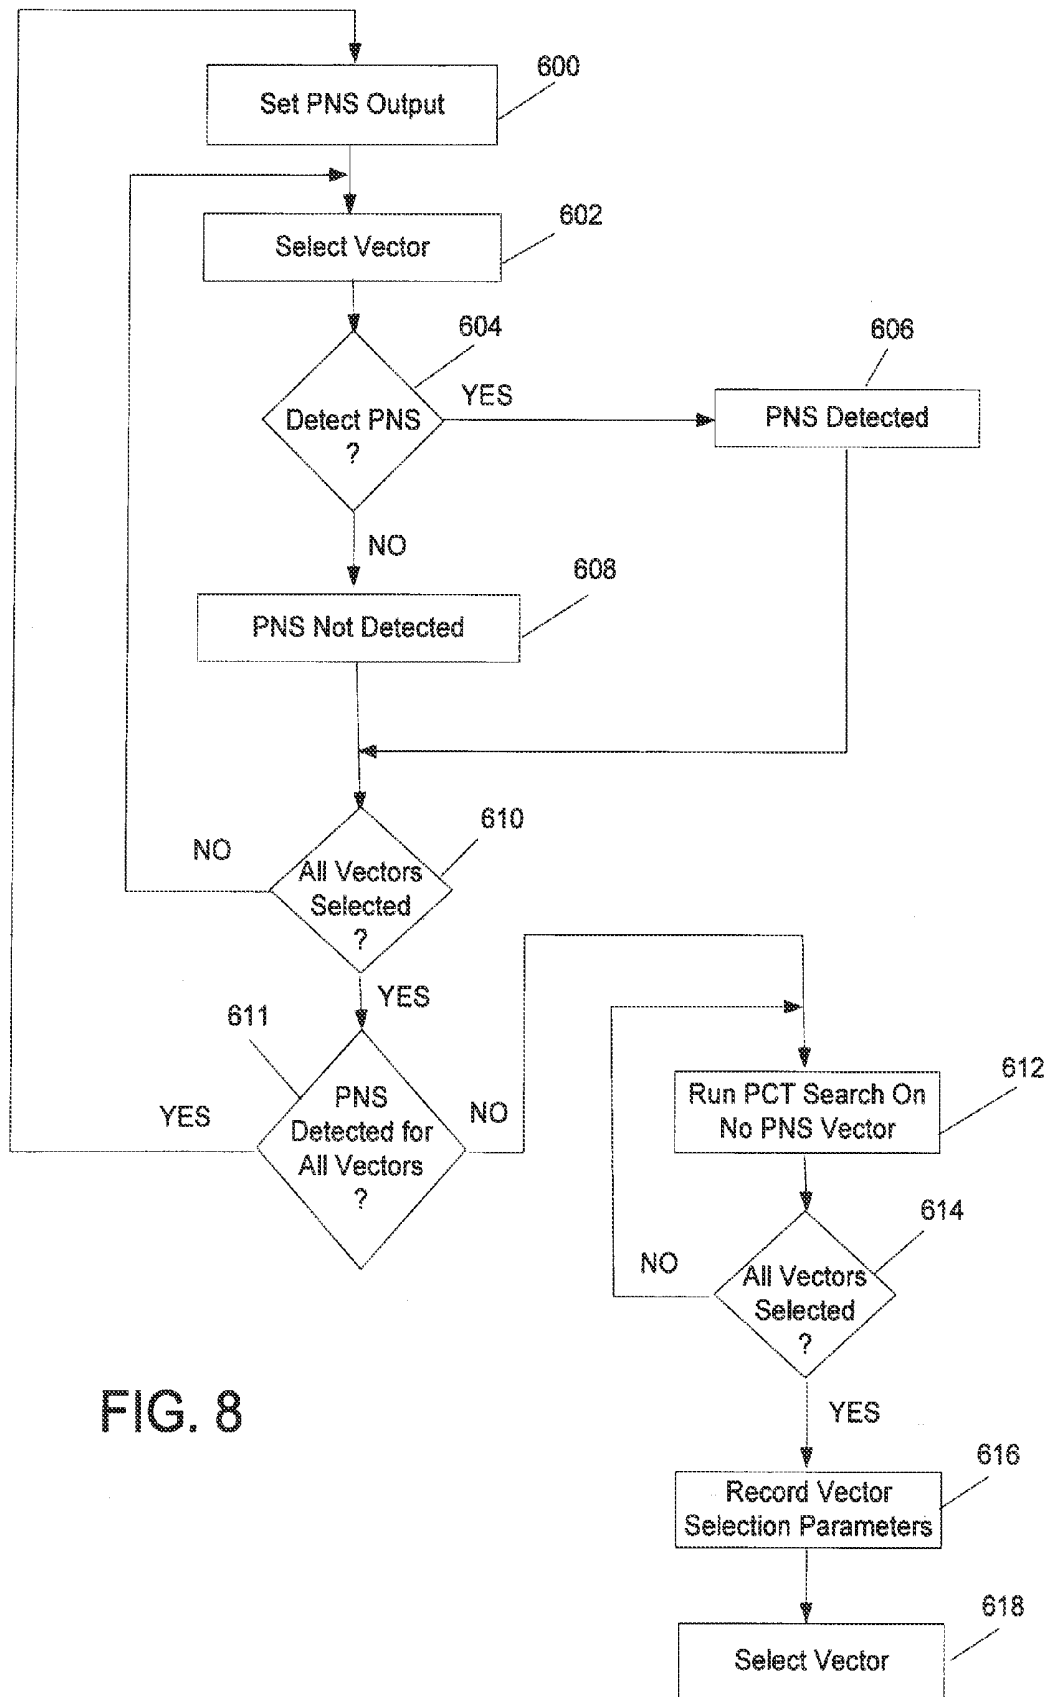 600
Set PNS Output
602
Select Vector
604
606
YES
Detect PNS
?
PNS Detected
NO
608
PNS Not Detected
610
NO
All Vectors
Selected
?
YES
611
PNS
Detected for
All Vectors
?
YES
NO
612
Run PCT Search On
No PNS Vector
614
NO
All Vectors
Selected
?
YES
FIG. 8
616
Record Vector
Selection Parameters
618
Select Vector